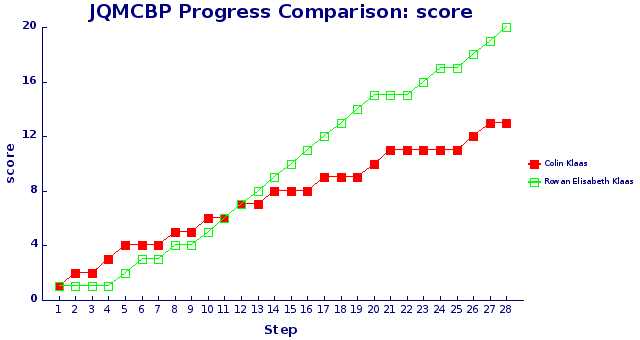 JQMCBP Progress Comparison: score
20
16
12
8
4
0
score
1 2 3 4 5 6 7 8 9 10 11 12 13 14 15 16 17 18 19 20 21 22 23 24 25 26 27 28
Step
Colin Klaas
Rowan Elisabeth Klaas